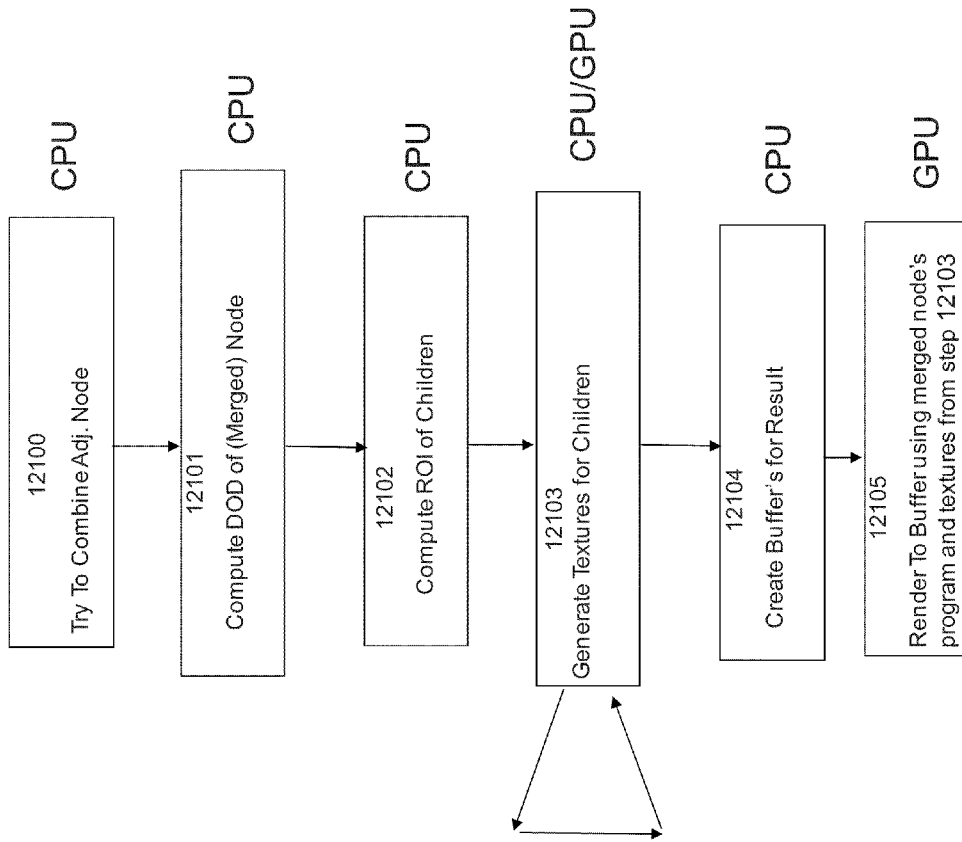 12100
Try To Combine Adj. Node
CPU
12101
Compute DOD of (Merged) Node
CPU
12102
Compute ROI of Children
CPU
12103
Generate Textures for Children
CPU/GPU
12104
Create Buffer's for Result
CPU
12105
Render To Buffer using merged node's
program and textures from step 12103
GPU